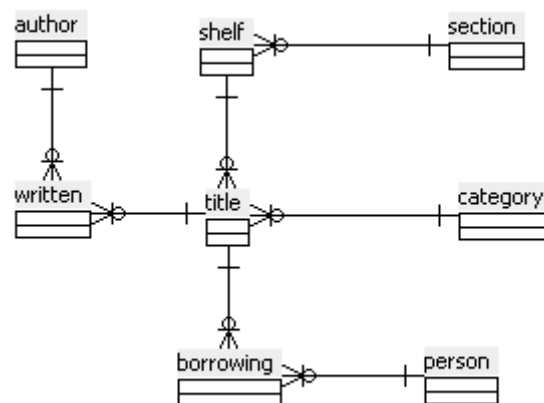 author
shelf
section
written
title
category
borrowing
person